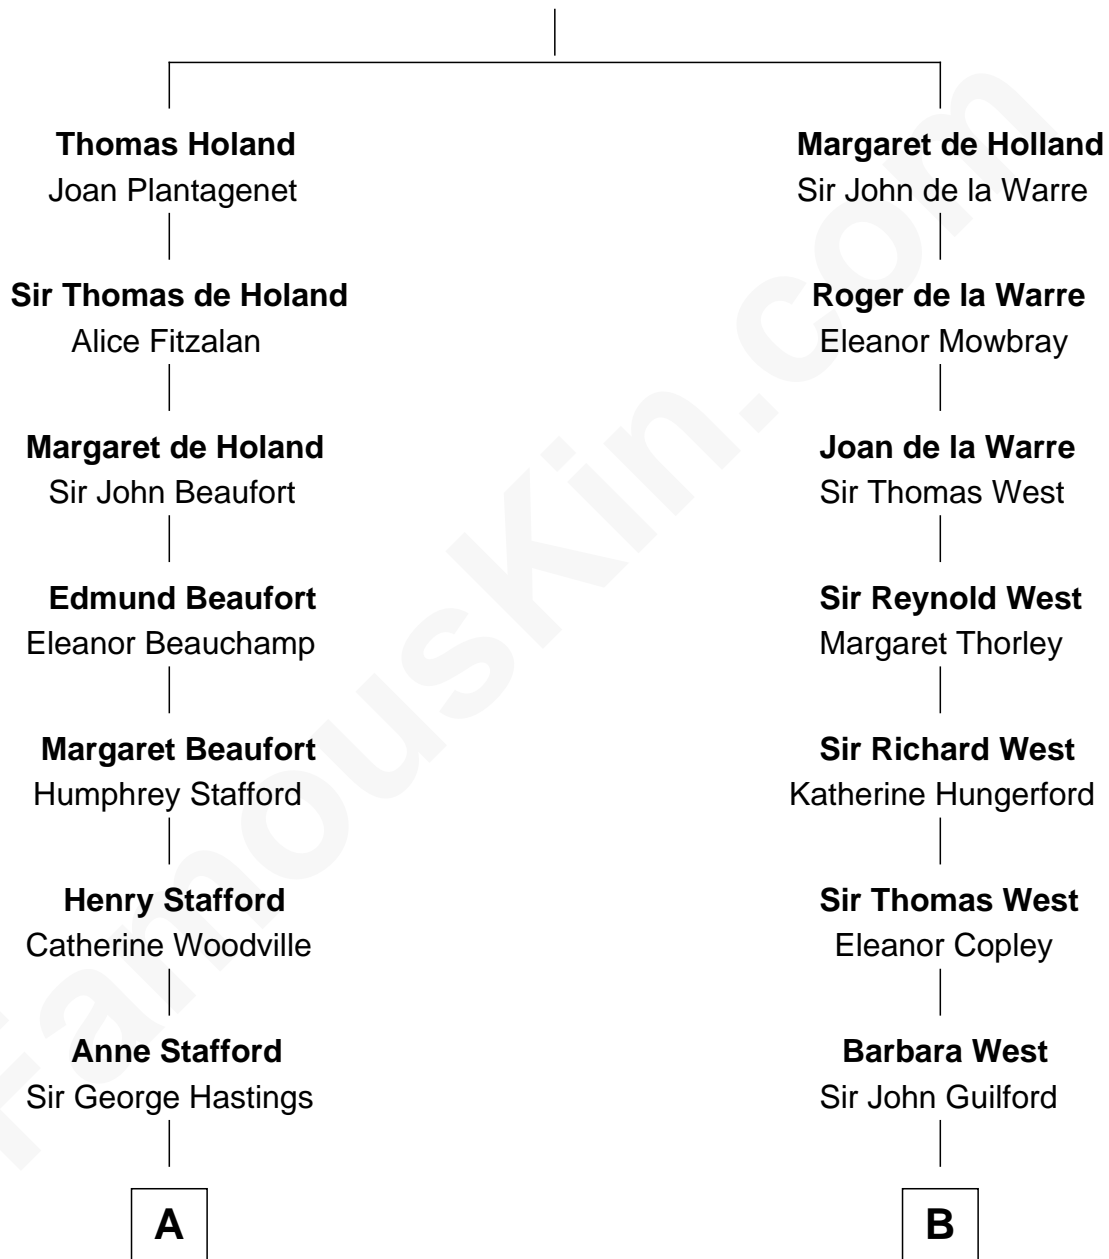 Thomas Holand
Joan Plantagenet
Sir Thomas de Holand
Alice Fitzalan
Margaret de Holand
Sir John Beaufort
Edmund Beaufort
Eleanor Beauchamp
Margaret Beaufort
Humphrey Stafford
Henry Stafford
Catherine Woodville
Anne Stafford
Sir George Hastings
A
Margaret de Holland
Sir John de la Warre
Roger de la Warre
Eleanor Mowbray
Joan de la Warre
Sir Thomas West
Sir Reynold West
Margaret Thorley
Sir Richard West
Katherine Hungerford
Sir Thomas West
Eleanor Copley
Barbara West
Sir John Guilford
B
FamousKin.com